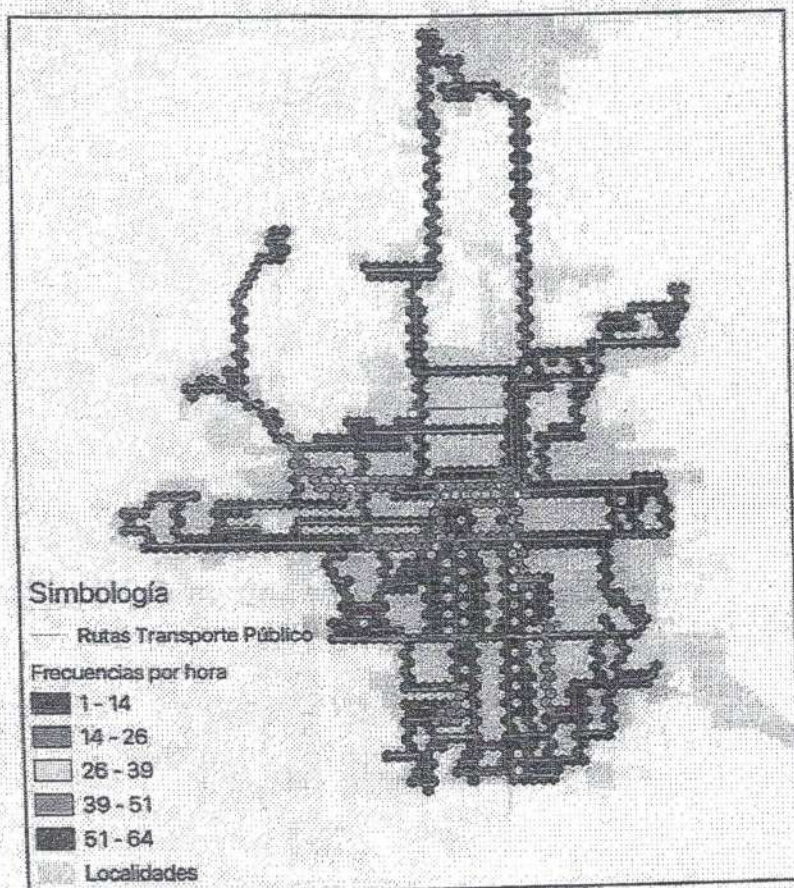 Simbología
Rutas Transporte Público
Frecuencias por hora
1 - 14
14 - 26
26 - 39
39 - 51
51 - 64
Localidades